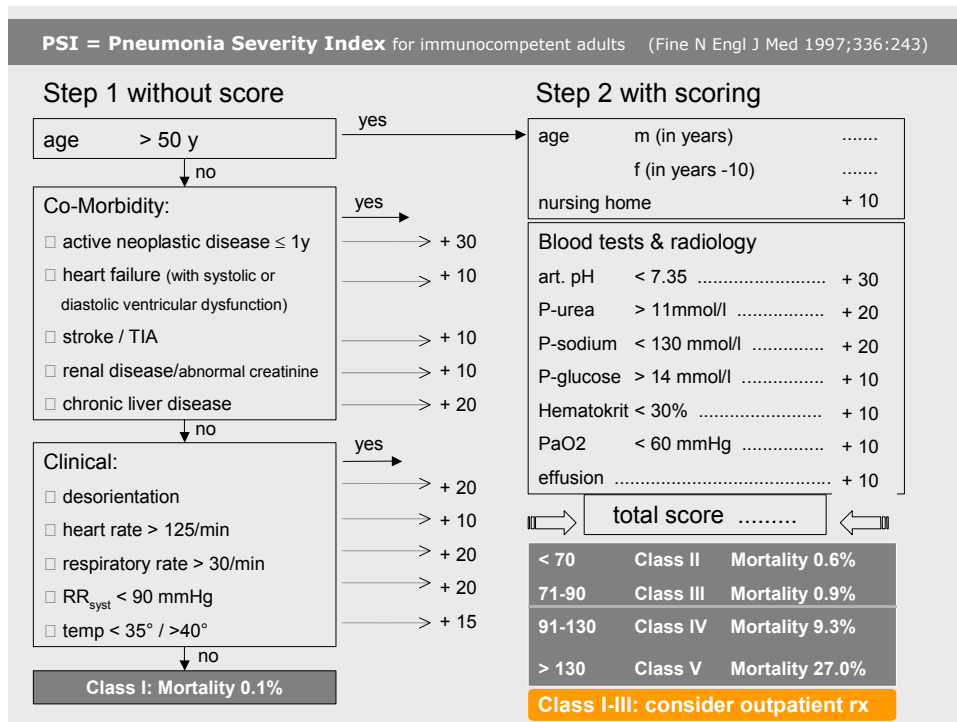 PSI = Pneumonia Severity Index for immunocompetent adults (Fine N Engl J Med 1997;336:243)
Step 1 without score
age > 50 y
yes
no
Co-Morbidity:
yes
□ active neoplastic disease ≤ 1y + 30
□ heart failure (with systolic or + 10
diastolic ventricular dysfunction)
□ stroke / TIA + 10
□ renal disease/abnormal creatinine + 10
□ chronic liver disease + 20
no
Clinical:
yes
□ desorientation + 20
□ heart rate > 125/min + 10
□ respiratory rate > 30/min + 20
□ RRsyst < 90 mmHg + 20
□ temp < 35° / >40° + 15
no
Class I: Mortality 0.1%
Step 2 with scoring
age m (in years) .......
f (in years -10) .......
nursing home + 10
Blood tests & radiology
art. pH < 7.35 ......................... + 30
P-urea > 11mmol/l ................. + 20
P-sodium < 130 mmol/l .............. + 20
P-glucose > 14 mmol/l ................ + 10
Hematokrit < 30% ........................ + 10
PaO2 < 60 mmHg ................ + 10
effusion .......................................... + 10
total score .........
< 70 Class II Mortality 0.6%
71-90 Class III Mortality 0.9%
91-130 Class IV Mortality 9.3%
> 130 Class V Mortality 27.0%
Class I-III: consider outpatient rx